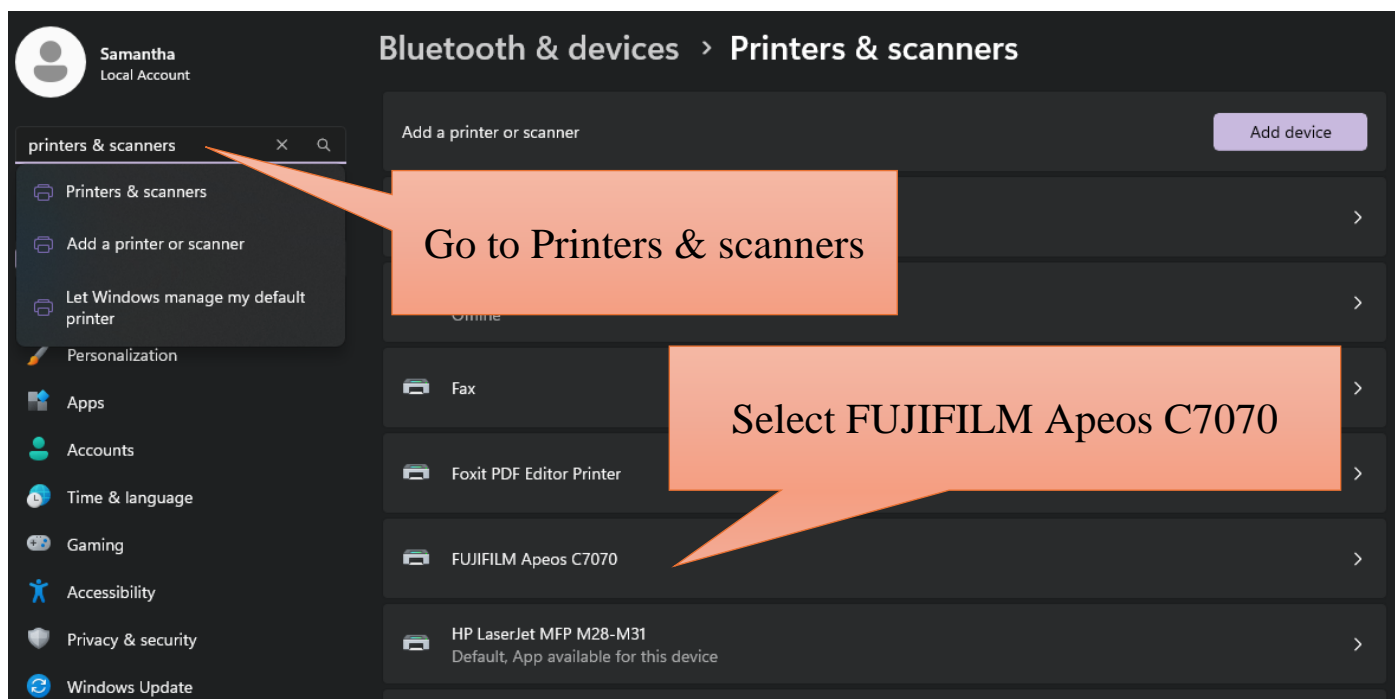 Samantha
Local Account
Bluetooth & devices > Printers & scanners
printers & scanners
Printers & scanners
Add a printer or scanner
Let Windows manage my default
printer
Personalization
Apps
Accounts
Time & language
Gaming
Accessibility
Privacy & security
Windows Update
Add a printer or scanner
Add device
Go to Printers & scanners
Offline
Fax
Select FUJIFILM Apeos C7070
Foxit PDF Editor Printer
FUJIFILM Apeos C7070
HP LaserJet MFP M28-M31
Default, App available for this device